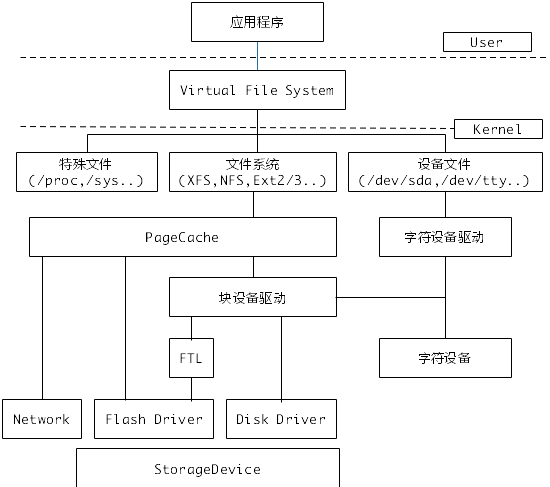 应用程序
User
Virtual File System
Kernel
特殊文件
(/proc,/sys..)
文件系统
(XFS,NFS,Ext2/3..)
设备文件
(/dev/sda,/dev/tty..)
PageCache
字符设备驱动
块设备驱动
FTL
字符设备
Network
Flash Driver
Disk Driver
StorageDevice